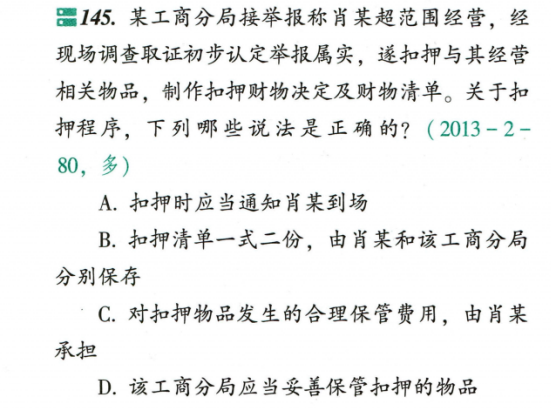 145. 某工商分局接举报称肖某超范围经营，经
现场调查取证初步认定举报属实，遂扣押与其经营
相关物品，制作扣押财物决定及财物清单。关于扣
押程序，下列哪些说法是正确的？（2013－2－
80，多）
A. 扣押时应当通知肖某到场
B. 扣押清单一式二份，由肖某和该工商分局
分别保存
C. 对扣押物品发生的合理保管费用，由肖某
承担
D. 该工商分局应当妥善保管扣押的物品